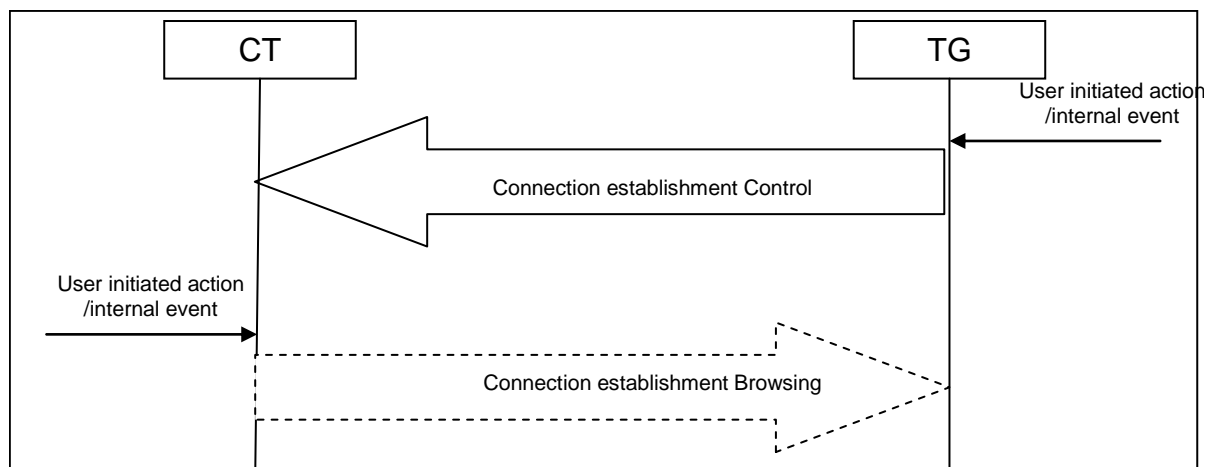 CT
TG
User initiated action
/internal event
Connection establishment Control
User initiated action
/internal event
Connection establishment Browsing